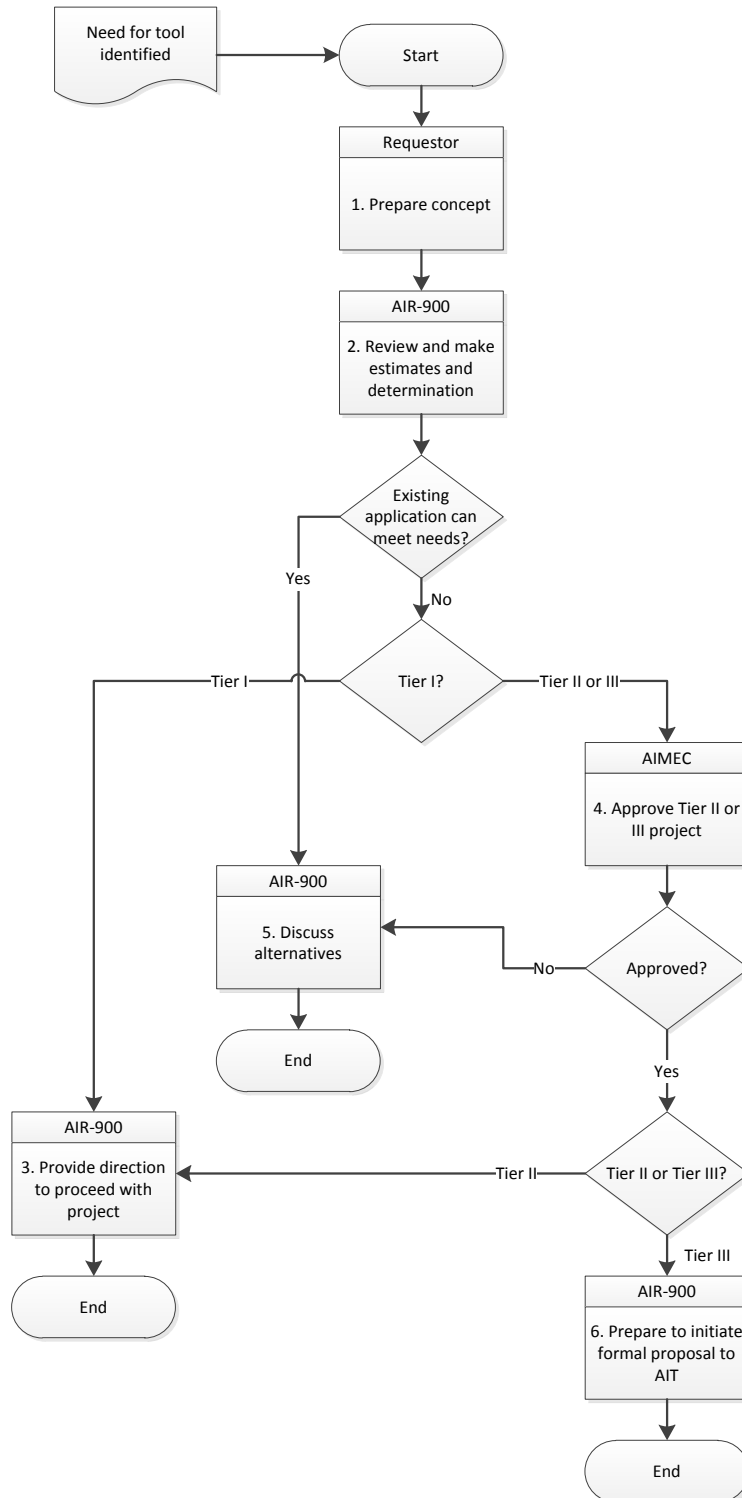 Need for tool
identified
Start
Requestor
1. Prepare concept
AIR-900
2. Review and make
estimates and
determination
Existing
application can
meet needs?
Yes
No
Tier I
Tier I?
Tier II or III
AIMEC
4. Approve Tier II or
III project
AIR-900
5. Discuss
alternatives
No
Approved?
End
Yes
AIR-900
3. Provide direction
to proceed with
project
Tier II
Tier II or Tier III?
Tier III
End
AIR-900
6. Prepare to initiate
formal proposal to
AIT
End